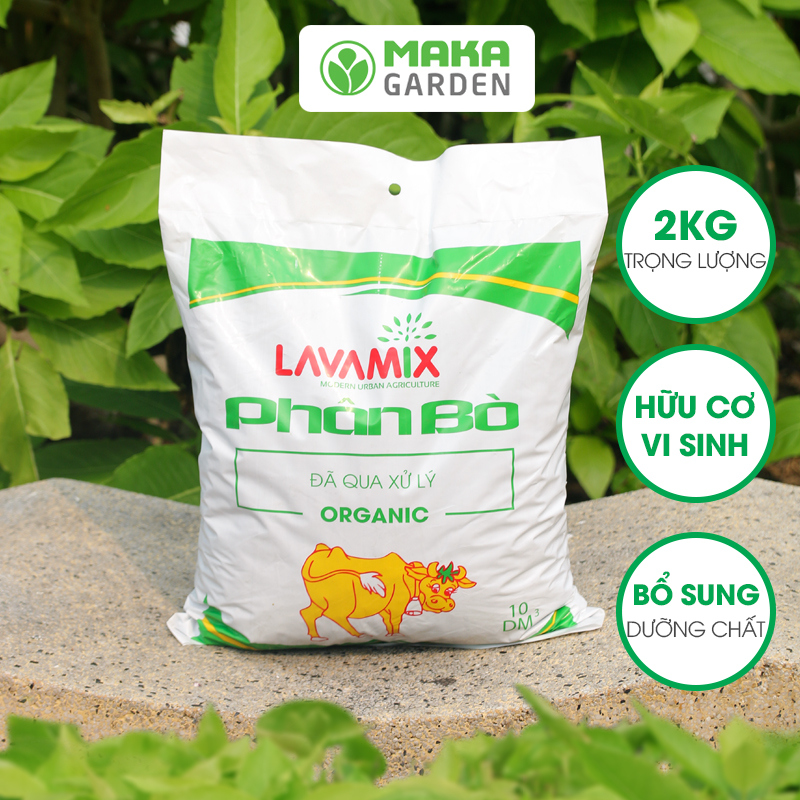 MAKA
GARDEN
LAVAMIX
MODERN URBAN AGRICULTURE
Phân BÒ
ĐÃ QUA XỬ LÝ
ORGANIC
10
DM³
2KG
TRỌNG LƯỢNG
HỮU CƠ
VI SINH
BỔ SUNG
DƯỠNG CHẤT